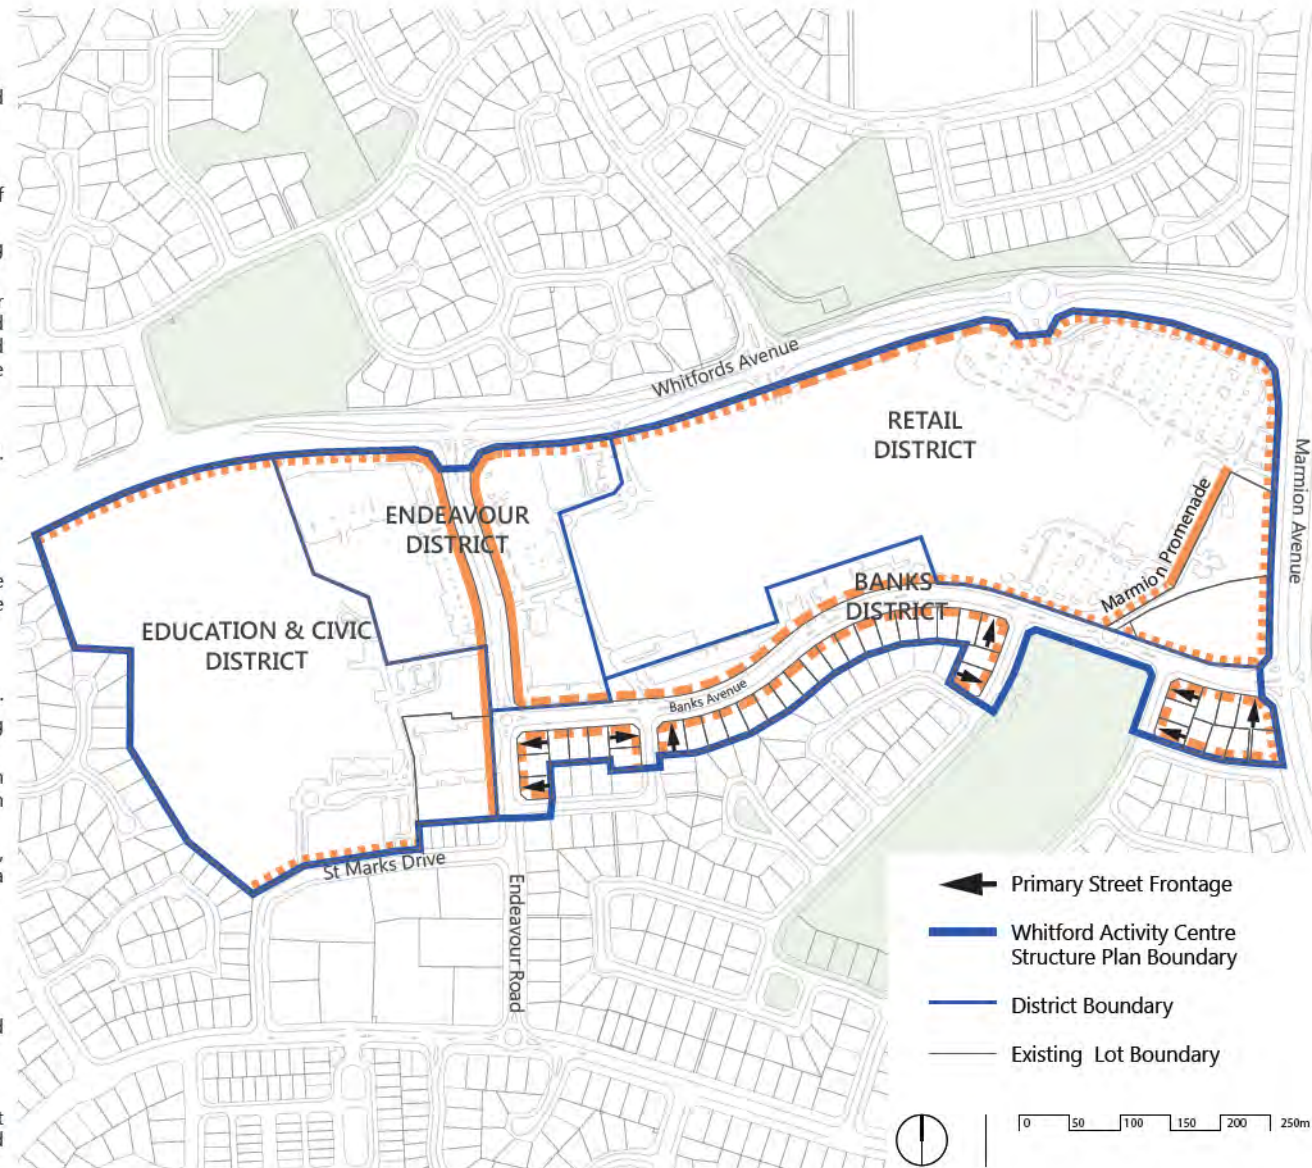 Whitfords Avenue
RETAIL
DISTRICT
Marmion Avenue
ENDEAVOUR
DISTRICT
Marmion Promenade
BANKS
DISTRICT
EDUCATION & CIVIC
DISTRICT
Banks Avenue
St Marks Drive
Endeavour Road
Primary Street Frontage
Whitford Activity Centre
Structure Plan Boundary
District Boundary
Existing Lot Boundary
0 50 100 150 200 250m